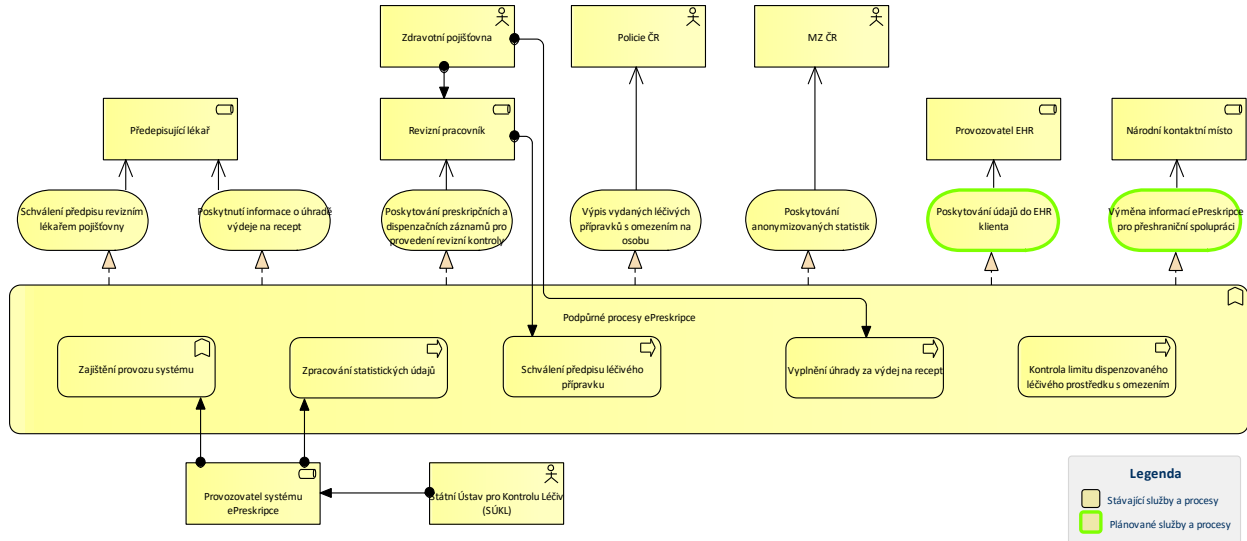 Zdravotní pojišťovna
Policie ČR
MZ ČR
Předepisující lékař
Revizní pracovník
Provozovatel EHR
Národní kontaktní místo
Schválení předpisu revizním
lékařem pojišťovny
Poskytnutí informace o úhradě
výdeje na recept
Poskytování preskripčních a
dispenzačních záznamů pro
provedení revizní kontroly
Výpis vydaných léčivých
přípravků s omezením na
osobu
Poskytování
anonymizovaných statistik
Poskytování údajů do EHR
klienta
Výměna informací ePreskripce
pro přeshraniční spolupráci
Podpůrné procesy ePreskripce
Zajištění provozu systému
Zpracování statistických údajů
Schválení předpisu léčivého
přípravku
Vyplnění úhrady za výdej na recept
Kontrola limitu dispenzovaného
léčivého prostředku s omezením
Provozovatel systému
ePreskripce
Státní Ústav pro Kontrolu Léčiv
(SÚKL)
Legenda
Stávající služby a procesy
Plánované služby a procesy